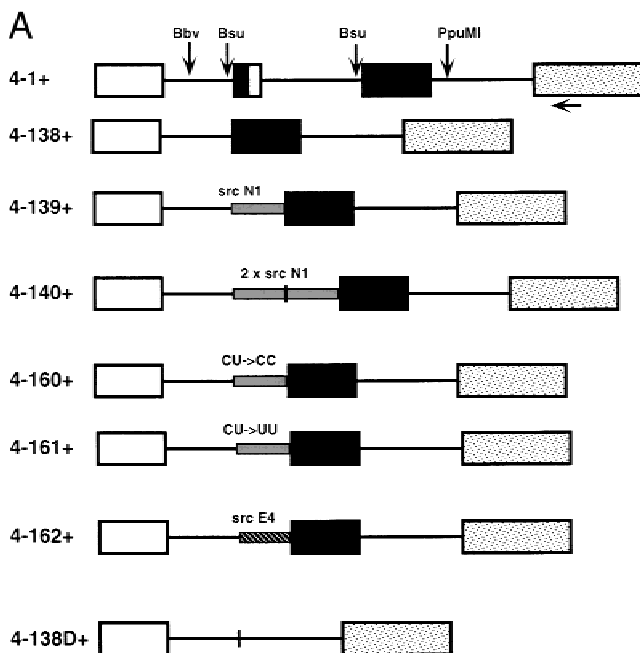 A
Bbv Bsu Bsu PpuMI
4-1+
4-138+
src N1
4-139+
2 x src N1
4-140+
CU->CC
4-160+
CU->UU
4-161+
src E4
4-162+
4-138D+